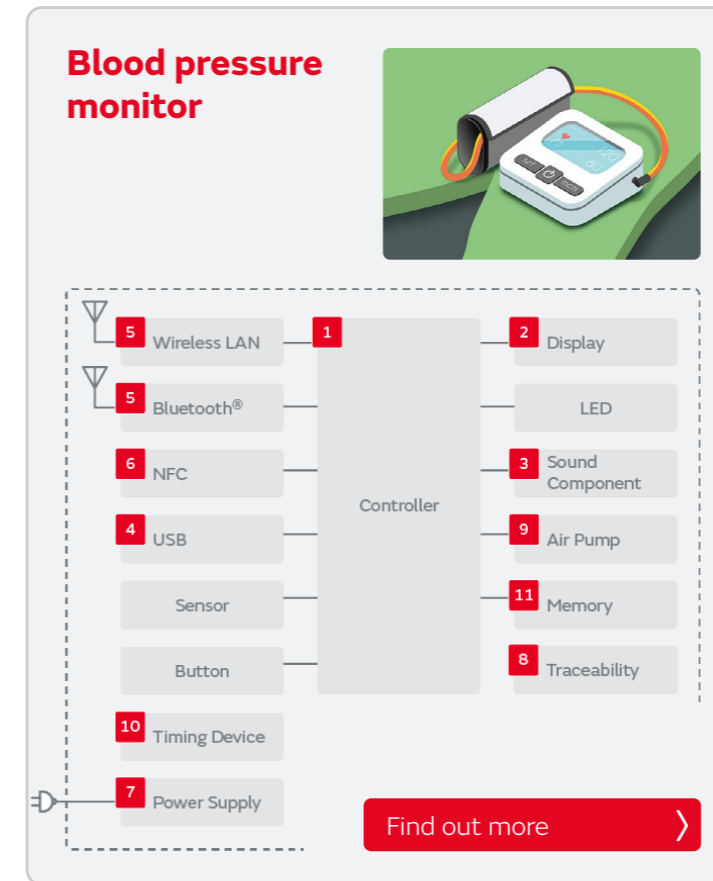 Blood pressure
monitor
120
80
5 Wireless LAN
5 Bluetooth®
6 NFC
4 USB
Sensor
Button
10 Timing Device
7 Power Supply
1
Controller
2 Display
LED
3 Sound
Component
9 Air Pump
11 Memory
8 Traceability
Find out more